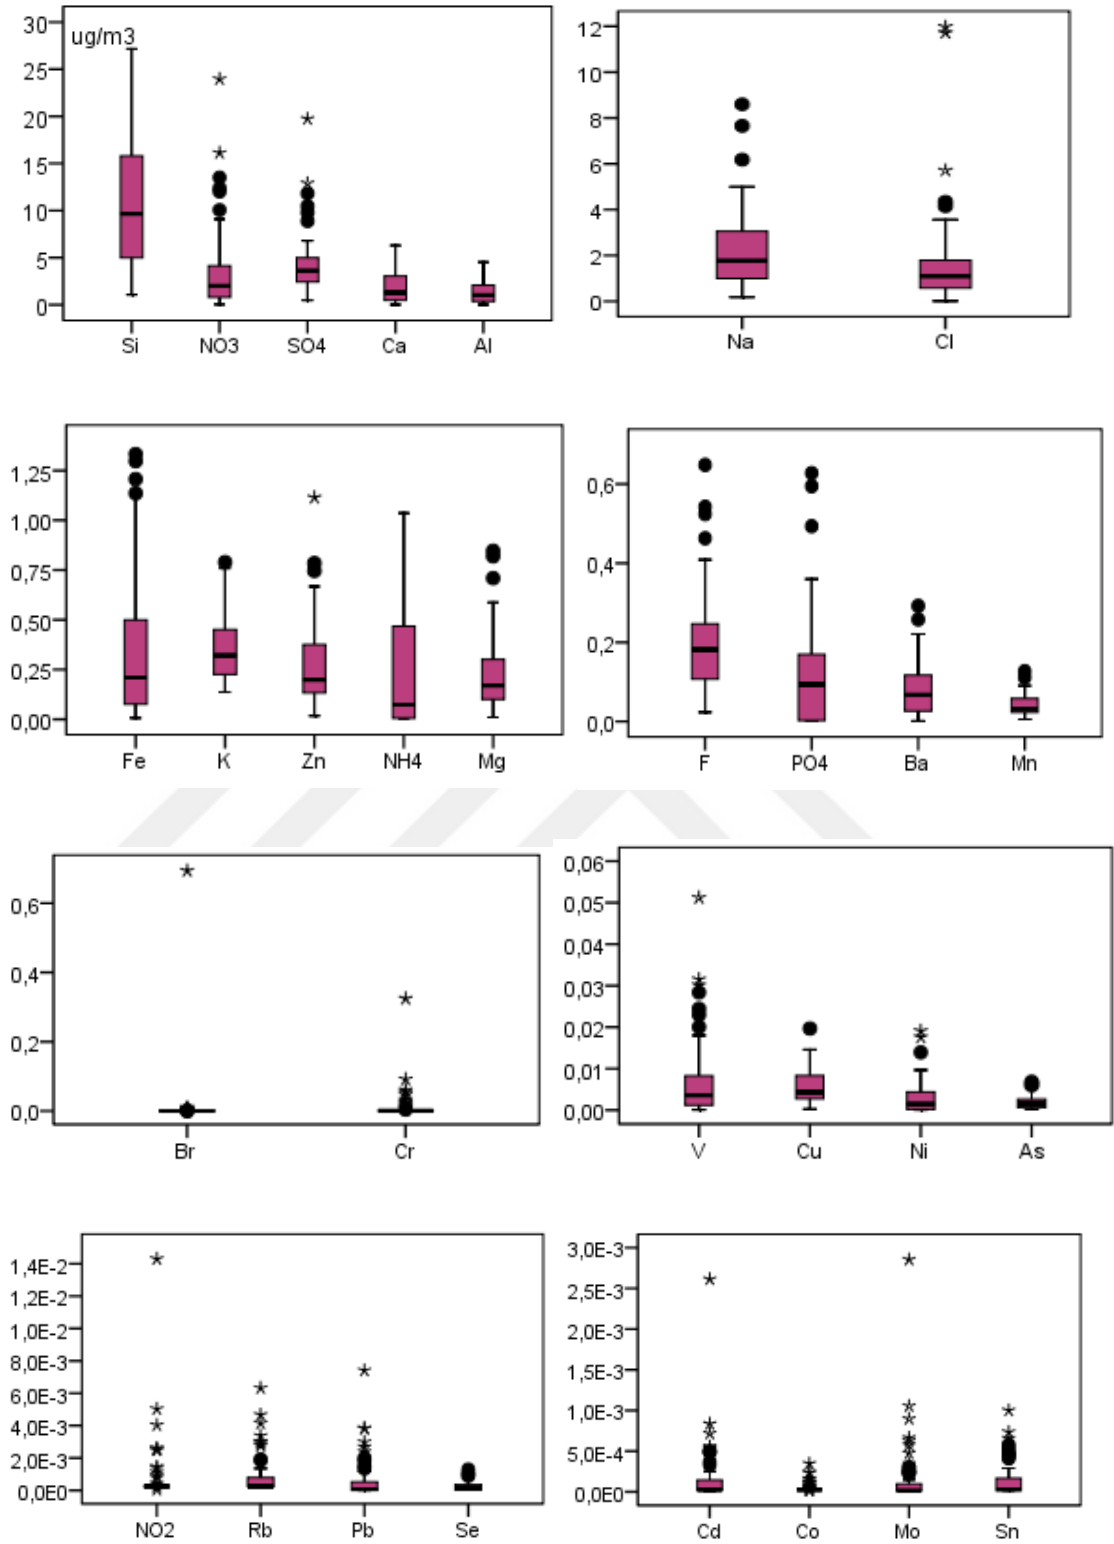 30
ug/m3
25
20
15
10
5
0
Si NO3 SO4 Ca Al
12
10
8
6
4
2
0
Na Cl
1,25
1,00
0,75
0,50
0,25
0,00
Fe K Zn NH4 Mg
0,6
0,4
0,2
0,0
F PO4 Ba Mn
0,6
0,4
0,2
0,0
Br Cr
0,06
0,05
0,04
0,03
0,02
0,01
0,00
V Cu Ni As
1,4E-2
1,2E-2
1,0E-2
8,0E-3
6,0E-3
4,0E-3
2,0E-3
0,0E0
NO2 Rb Pb Se
3,0E-3
2,5E-3
2,0E-3
1,5E-3
1,0E-3
5,0E-4
0,0E0
Cd Co Mo Sn